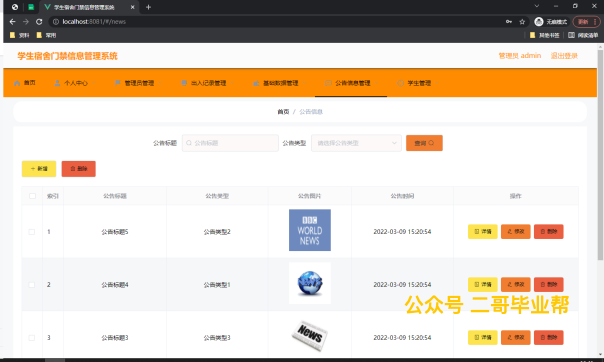 学生宿舍门禁信息管理系统
localhost:8081/#/news
无痕模式
更新
资料
常用
其他书签
阅读清单
学生宿舍门禁信息管理系统
管理员 admin
退出登录
首页
个人中心
管理员管理
出入记录管理
基础数据管理
公告信息管理
学生管理
首页 / 公告信息
公告标题
公告标题
公告类型
请选择公告类型
查询
+ 新增
删除
索引
公告标题
公告类型
公告图片
公告时间
操作
1
公告标题5
公告类型2
BBC
WORLD
NEWS
2022-03-09 15:20:54
详情
修改
删除
2
公告标题4
公告类型1
2022-03-09 15:20:54
详情
修改
删除
公众号 二哥毕业帮
3
公告标题3
公告类型3
News
2022-03-09 15:20:54
详情
修改
删除